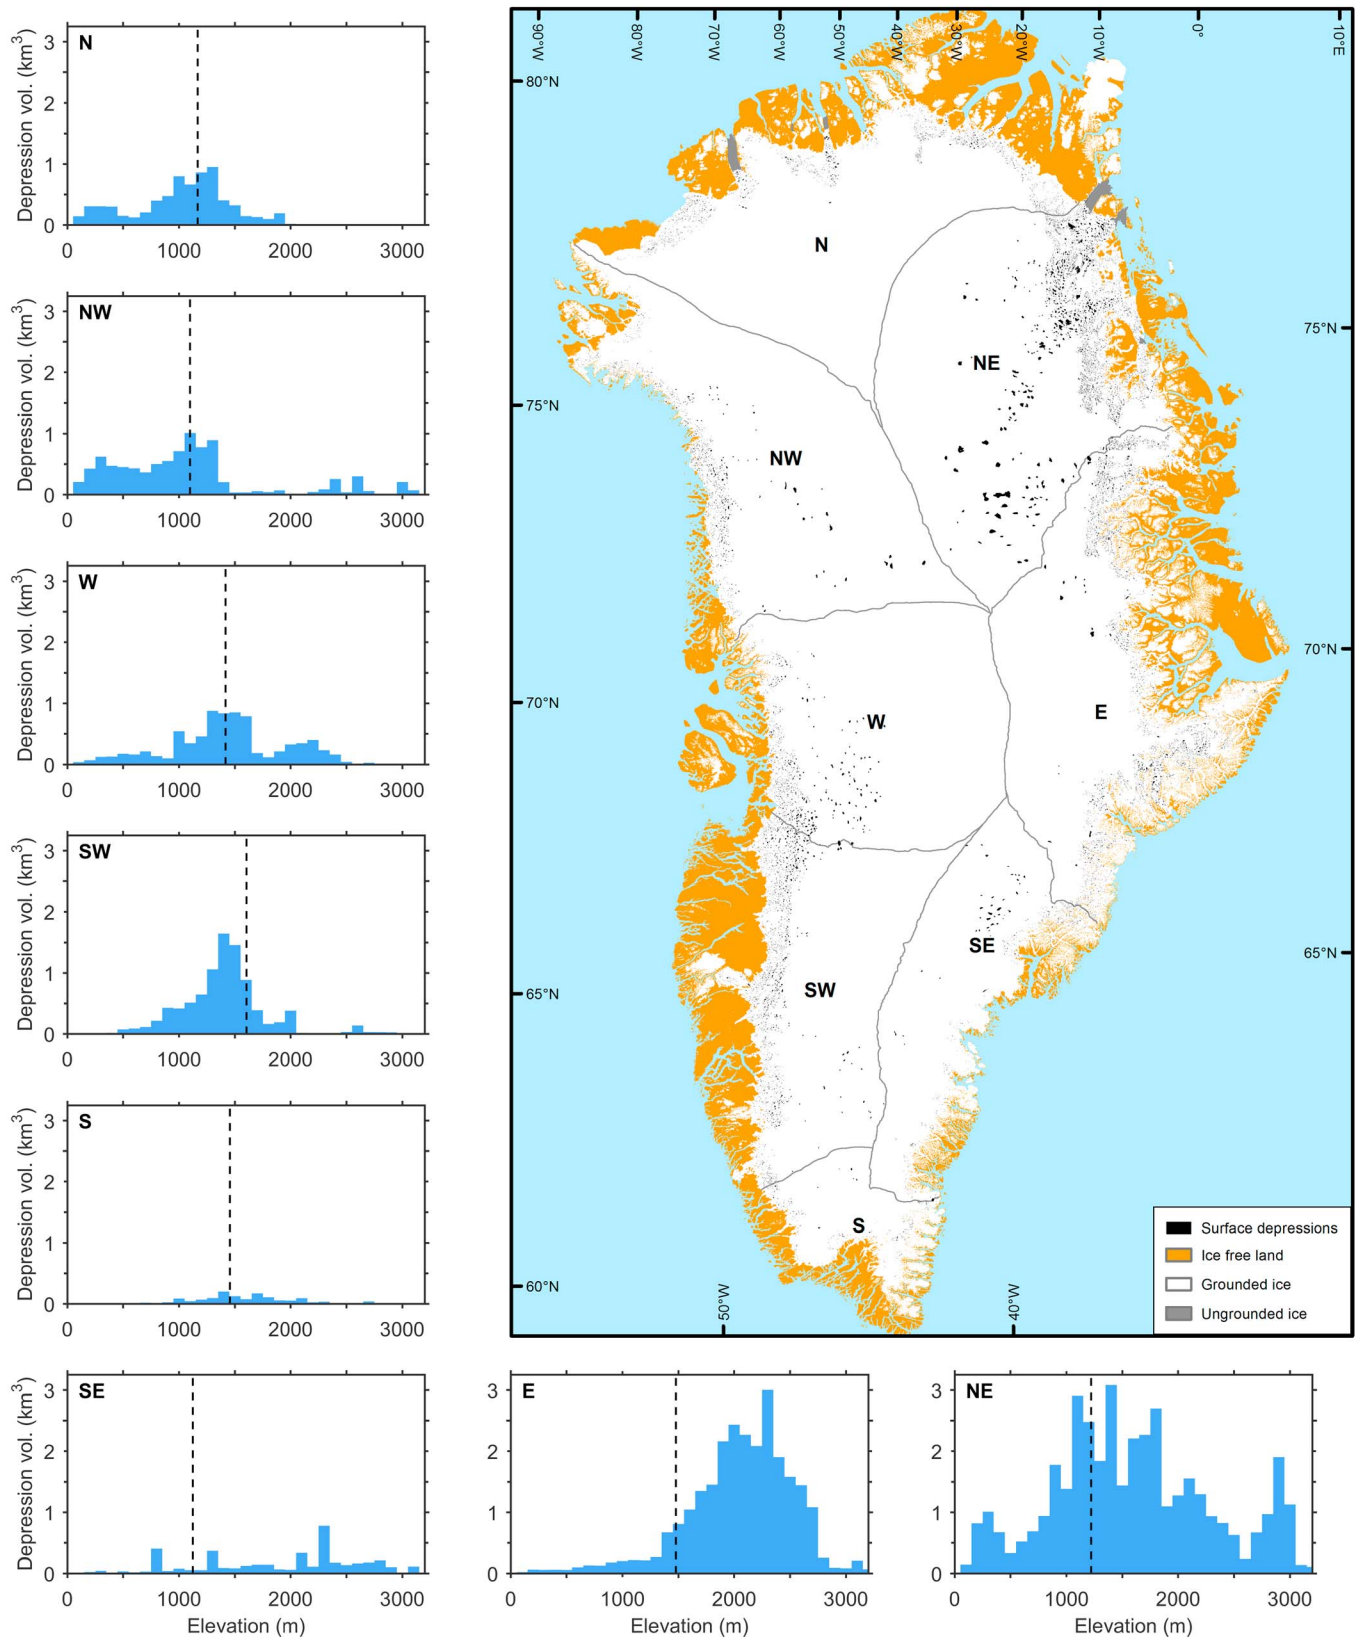 N
Depression vol. (km³)
3
2
1
0
0 1000 2000 3000
NW
Depression vol. (km³)
3
2
1
0
0 1000 2000 3000
W
Depression vol. (km³)
3
2
1
0
0 1000 2000 3000
SW
Depression vol. (km³)
3
2
1
0
0 1000 2000 3000
S
Depression vol. (km³)
3
2
1
0
0 1000 2000 3000
90°W 80°W 70°W 60°W 50°W 40°W 30°W 20°W 10°W 0° 10°E
80°N
75°N
75°N
70°N
70°N
65°N
65°N
60°N
50°W 40°W
N
NE
NW
W
E
SE
SW
S
Surface depressions
Ice free land
Grounded ice
Ungrounded ice
SE
Depression vol. (km³)
3
2
1
0
0 1000 2000 3000
Elevation (m)
E
3
2
1
0
0 1000 2000 3000
Elevation (m)
NE
3
2
1
0
0 1000 2000 3000
Elevation (m)